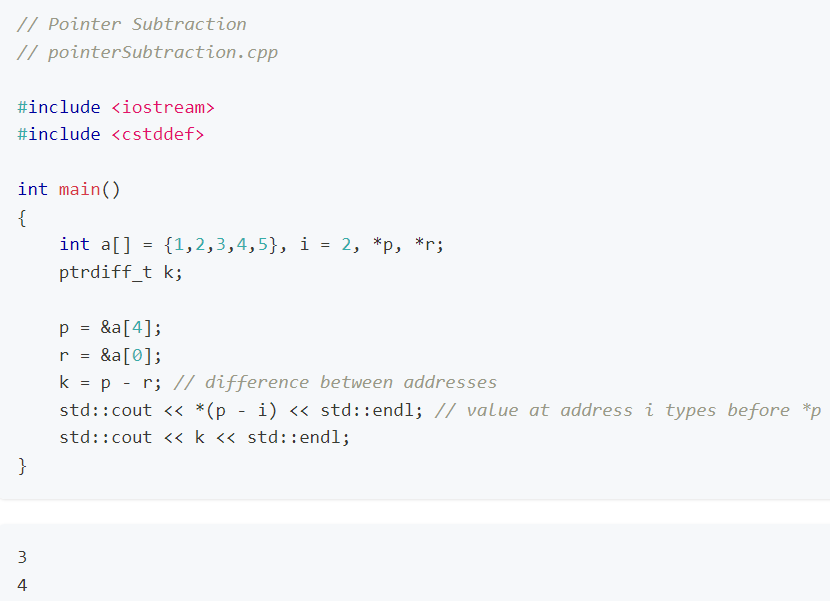 // Pointer Subtraction
// pointerSubtraction.cpp

#include <iostream>
#include <cstddef>

int main()
{
    int a[] = {1,2,3,4,5}, i = 2, *p, *r;
    ptrdiff_t k;

    p = &a[4];
    r = &a[0];
    k = p - r; // difference between addresses
    std::cout << *(p - i) << std::endl; // value at address i types before *p
    std::cout << k << std::endl;
}

3
4